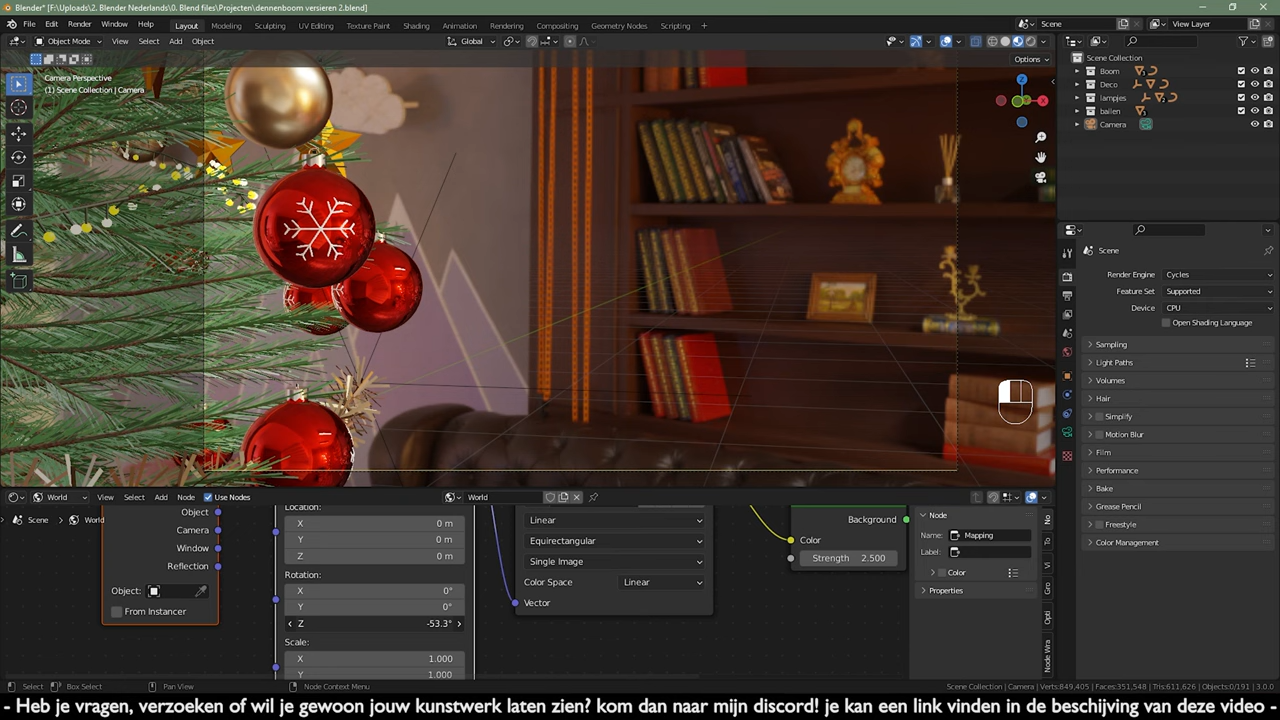 Blender* [F:\Uploads\2. Blender Nederlands\0. Blend files\Projecten\dennenboom versieren 2.blend]
File Edit Render Window Help Layout Modeling Sculpting UV Editing Texture Paint Shading Animation Rendering Compositing Geometry Nodes Scripting + Scene View Layer
Object Mode View Select Add Object Global
Options
Camera Perspective
(1) Scene Collection | Camera
Scene Collection
Boom
Deco
lampjes
ballen
Camera
Scene
Render Engine Cycles
Feature Set Supported
Device CPU
Open Shading Language
Sampling
Light Paths
Volumes
Hair
Simplify
Motion Blur
Film
Performance
Bake
Grease Pencil
Freestyle
Color Management
World View Select Add Node Use Nodes World
Scene World
Object
Camera
Window
Reflection
Object:
From Instancer
Location:
X 0 m
Y 0 m
Z 0 m
Rotation:
X 0°
Y 0°
Z -53.3°
Scale:
X 1.000
Y 1.000
Linear
Equirectangular
Single Image
Color Space Linear
Vector
Background
Color
Strength 2.500
Node
Name: Mapping
Label:
Color
Properties
No
To
Vi
Gro
Opti
Node Wra
Select Box Select Pan View Node Context Menu Scene Collection | Camera Verts:849,405 | Faces:351,548 | Tris:611,626 | Objects:0/191 | 3.0.0
- Heb je vragen, verzoeken of wil je gewoon jouw kunstwerk laten zien? kom dan naar mijn discord! je kan een link vinden in de beschijving van deze video -